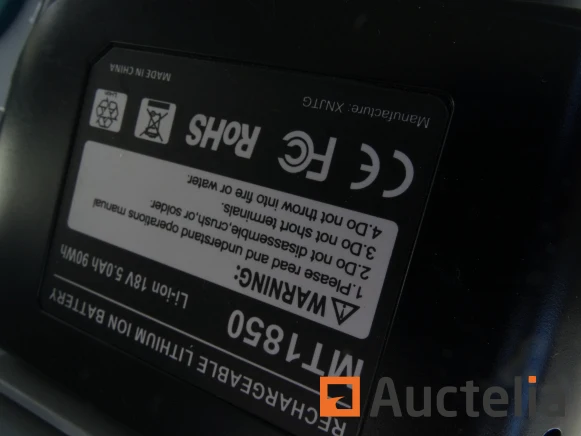 RECHARGEABLE LITHIUM ION BATTERY
MT1850
Li-ion 18V 5.0Ah 90Wh
WARNING:
1.Please read and understand operations manual
2.Do not disassemble,crush,or solder.
3.Do not short terminals.
4.Do not throw into fire or water.
CE FC RoHS
Manufacture: XNJTG
MADE IN CHINA
Auctelia